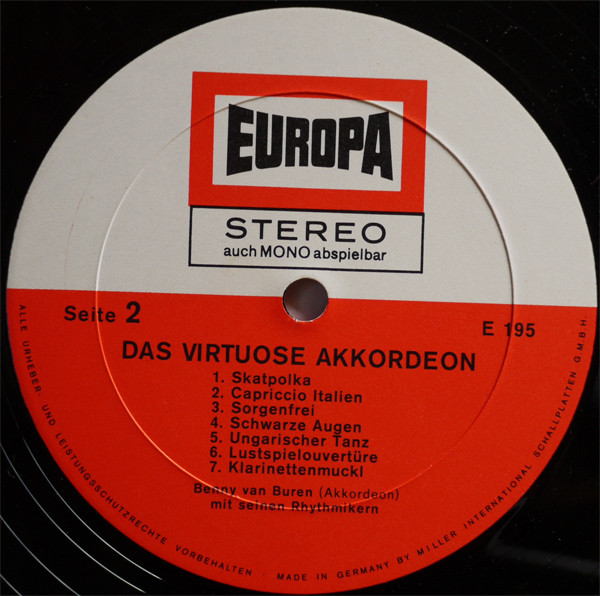 EUROPA
STEREO
auch MONO abspielbar
Seite 2
E 195
DAS VIRTUOSE AKKORDEON
1. Skatpolka
2. Capriccio Italien
3. Sorgenfrei
4. Schwarze Augen
5. Ungarischer Tanz
6. Lustspielouvertüre
7. Klarinettenmuckl
Benny van Buren (Akkordeon)
mit seinen Rhythmikern
ALLE URHEBER- UND LEISTUNGSSCHUTZRECHTE VORBEHALTEN · MADE IN GERMANY BY MILLER INTERNATIONAL SCHALLPLATTEN G.M.B.H.